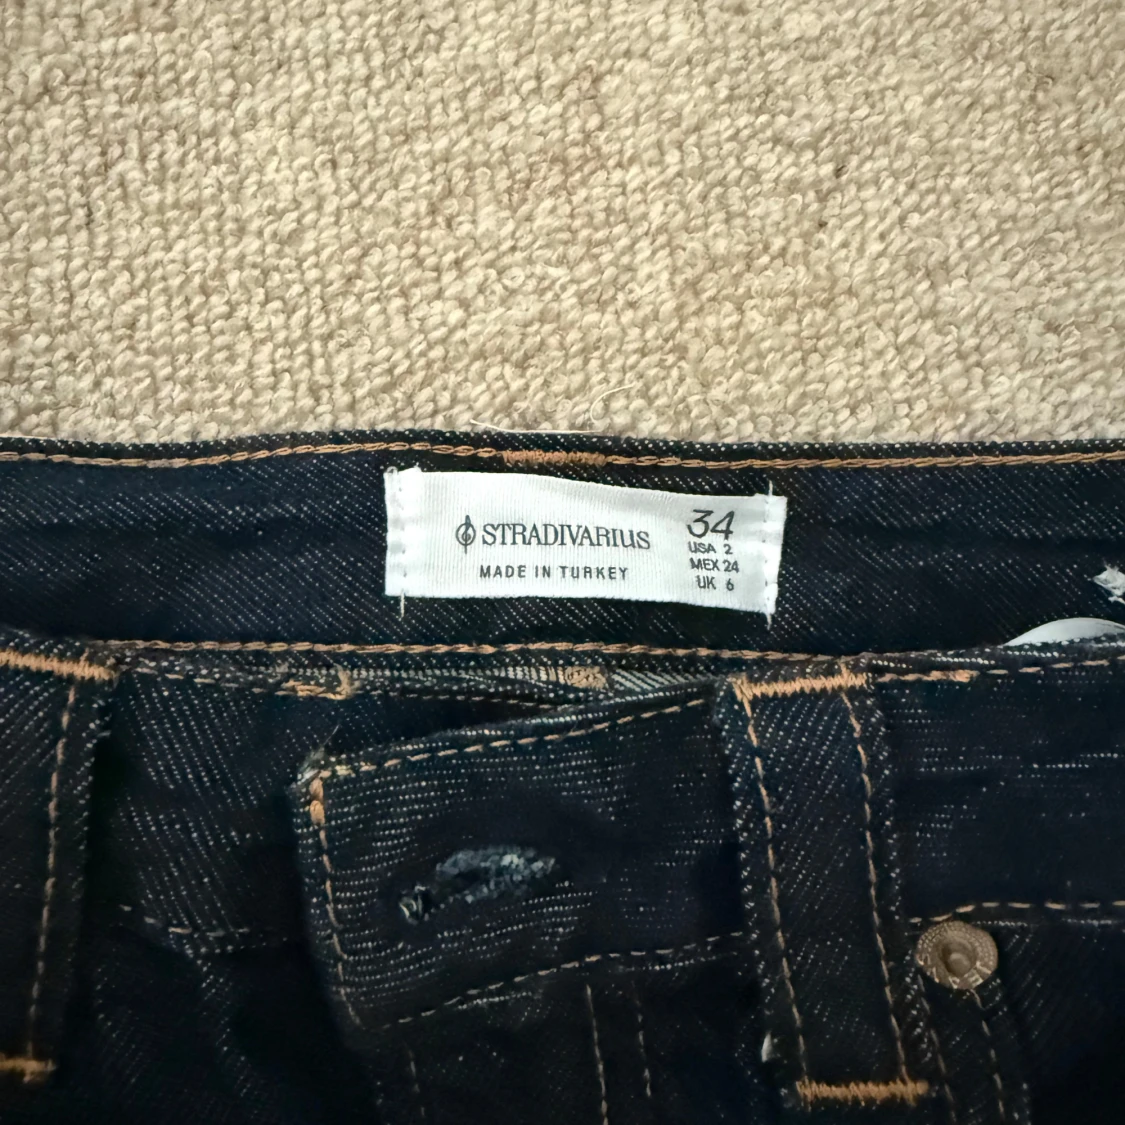 STRADIVARIUS
MADE IN TURKEY
34
USA 2
MEX 24
UK 6